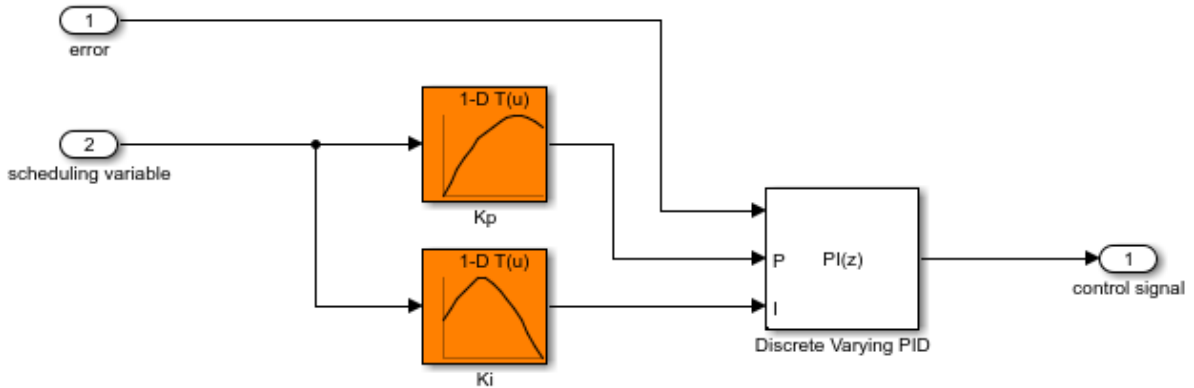 1
error
1-D T(u)
2
scheduling variable
Kp
1-D T(u)
P
PI(z)
1
control signal
I
Discrete Varying PID
Ki